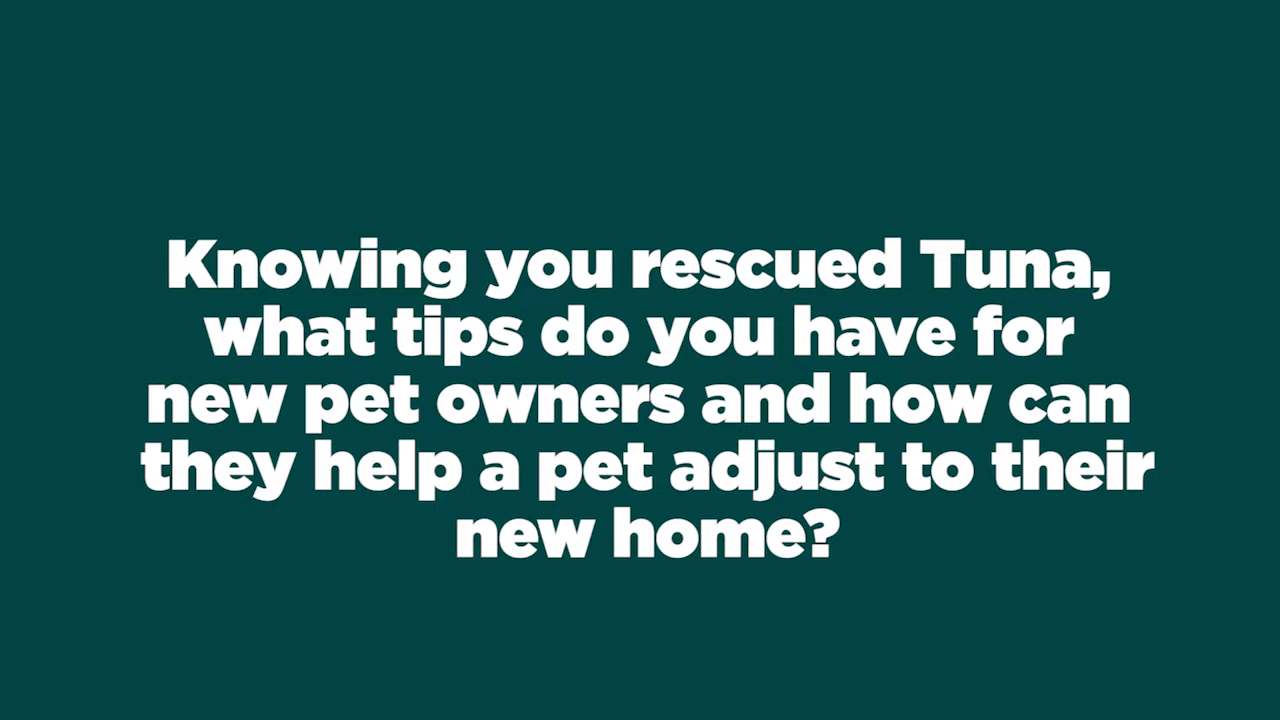 Knowing you rescued Tuna,
what tips do you have for
new pet owners and how can
they help a pet adjust to their
new home?